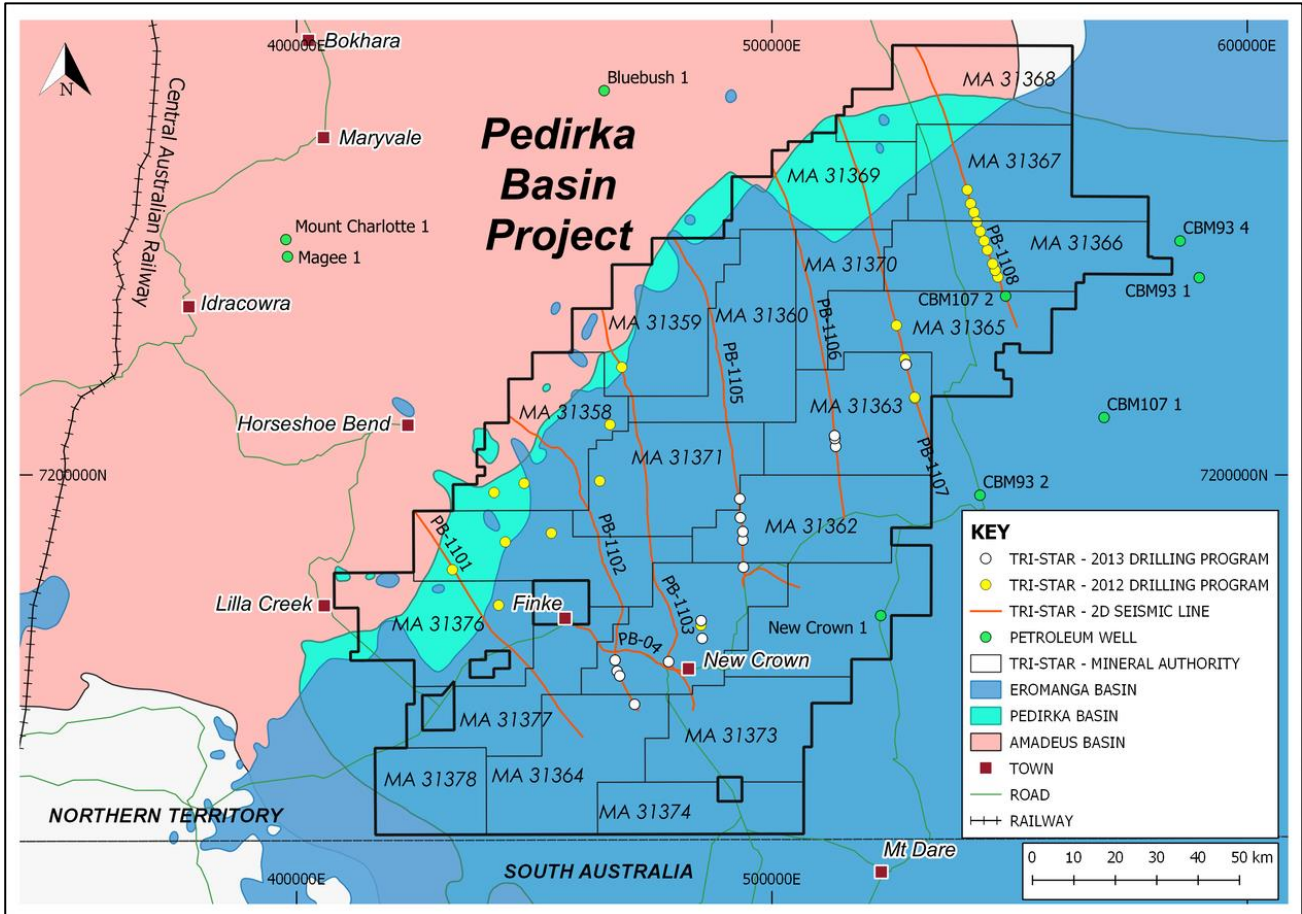 400000E
500000E
600000E
Bokhara
N
Central Australian Railway
Bluebush 1
MA 31368
Maryvale
Pedirka
Basin
Project
MA 31367
MA 31369
Mount Charlotte 1
Magee 1
PB-1108
MA 31366
CBM93 4
MA 31370
CBM93 1
Idracowra
CBM107 2
MA 31359
MA 31360
MA 31365
PB-1106
PB-1105
MA 31358
MA 31363
CBM107 1
Horseshoe Bend
MA 31371
7200000N
PB-1107
7200000N
CBM93 2
PB-1101
MA 31362
PB-1102
Lilla Creek
Finke
MA 31376
PB-1103
New Crown 1
PB-04
New Crown
MA 31377
MA 31373
MA 31378
MA 31364
MA 31374
NORTHERN TERRITORY
SOUTH AUSTRALIA
Mt Dare
400000E
500000E
KEY
TRI-STAR - 2013 DRILLING PROGRAM
TRI-STAR - 2012 DRILLING PROGRAM
TRI-STAR - 2D SEISMIC LINE
PETROLEUM WELL
TRI-STAR - MINERAL AUTHORITY
EROMANGA BASIN
PEDIRKA BASIN
AMADEUS BASIN
TOWN
ROAD
RAILWAY
0 10 20 30 40 50 km